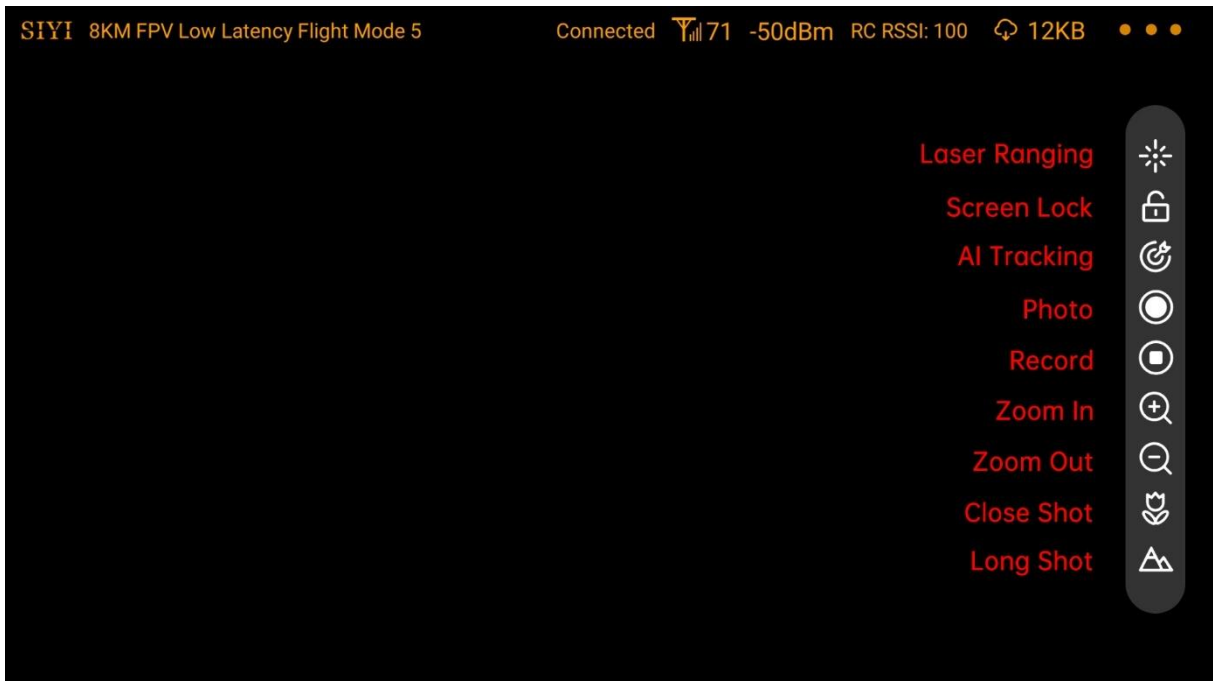 SIYI 8KM FPV Low Latency Flight Mode 5 Connected 71 -50dBm RC RSSI: 100 12KB
Laser Ranging
Screen Lock
AI Tracking
Photo
Record
Zoom In
Zoom Out
Close Shot
Long Shot